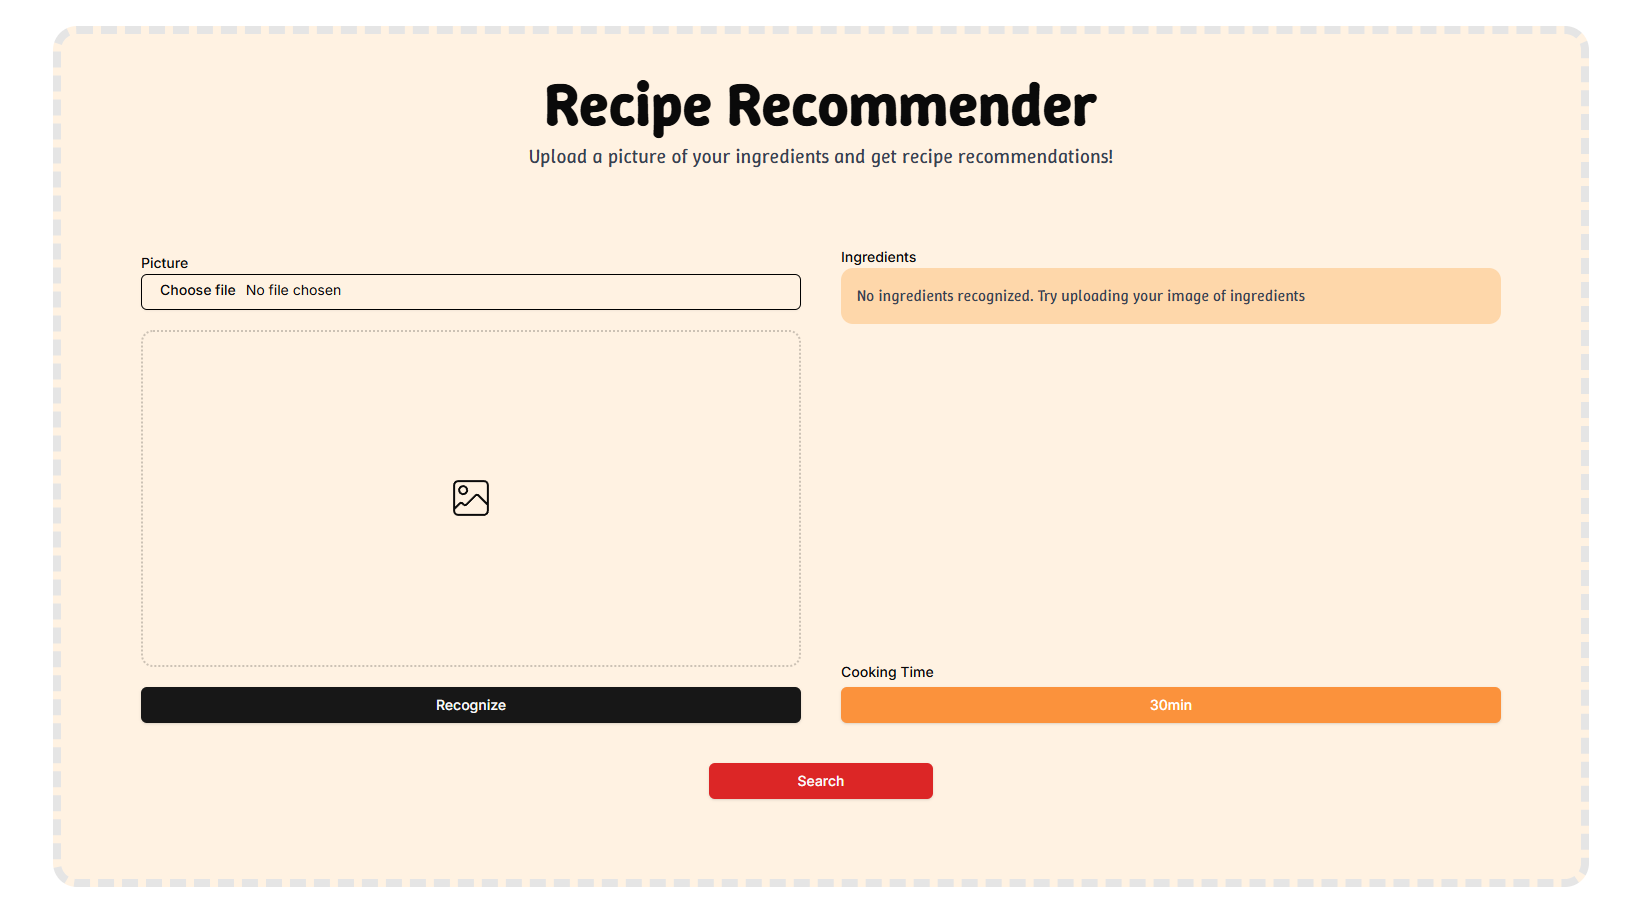 Recipe Recommender
Upload a picture of your ingredients and get recipe recommendations!
Picture
Choose file No file chosen
Recognize
Ingredients
No ingredients recognized. Try uploading your image of ingredients
Cooking Time
30min
Search